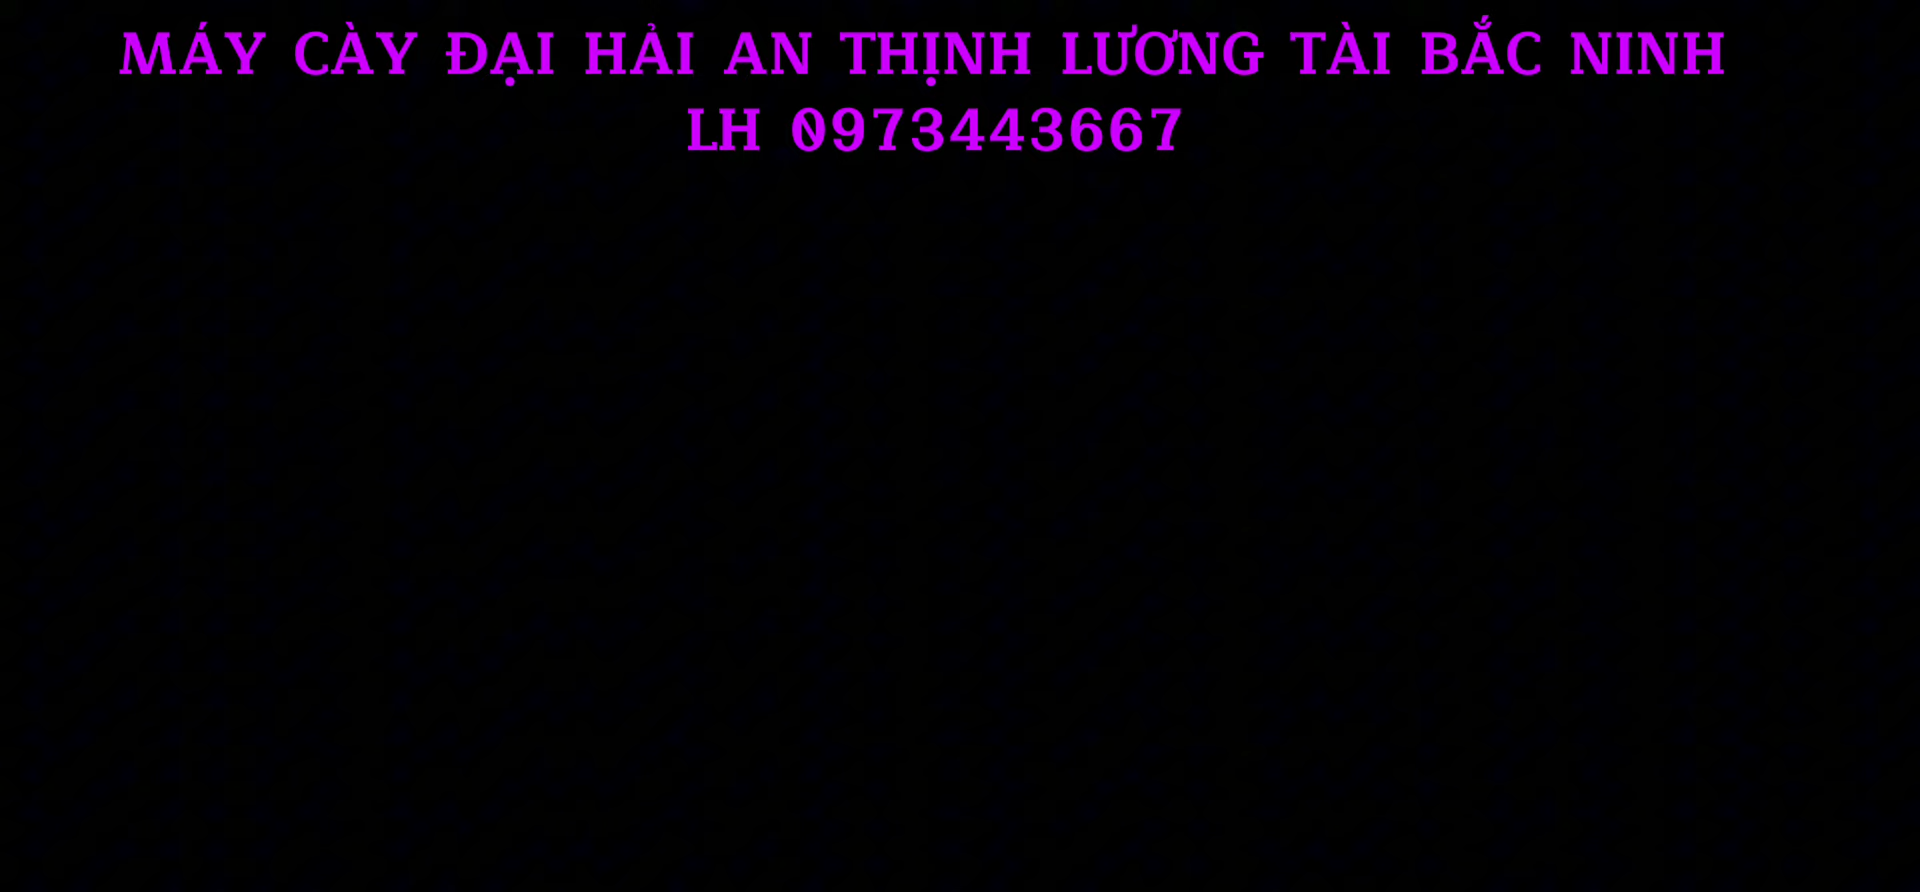 MÁY CÀY ĐẠI HẢI AN THỊNH LƯƠNG TÀI BẮC NINH
LH 0973443667